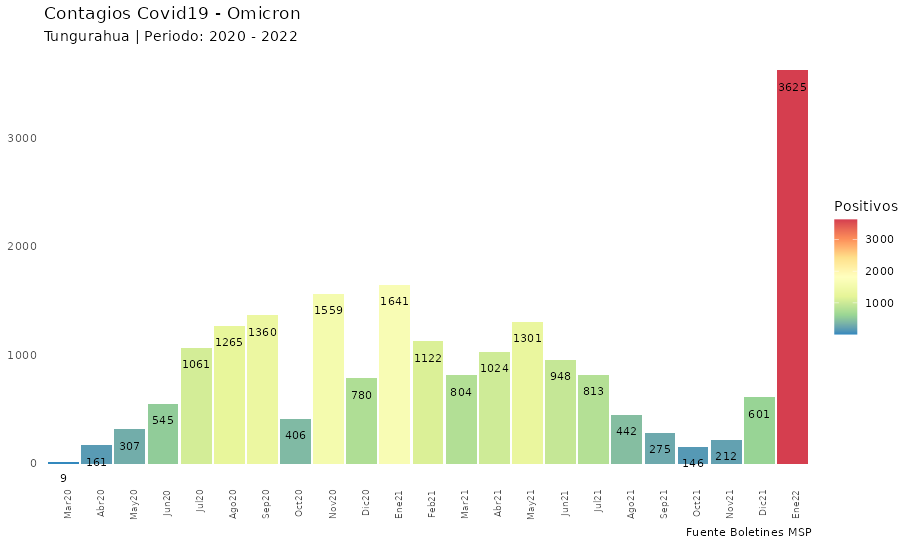 Contagios Covid19 - Omicron
Tungurahua | Periodo: 2020 - 2022
3000
2000
1000
0
9
161
307
545
1061
1265
1360
406
1559
780
1641
1122
804
1024
1301
948
813
442
275
146
212
601
3625
Mar20
Abr20
May20
Jun20
Jul20
Ago20
Sep20
Oct20
Nov20
Dic20
Ene21
Feb21
Mar21
Abr21
May21
Jun21
Jul21
Ago21
Sep21
Oct21
Nov21
Dic21
Ene22
Positivos
3000
2000
1000
Fuente Boletines MSP